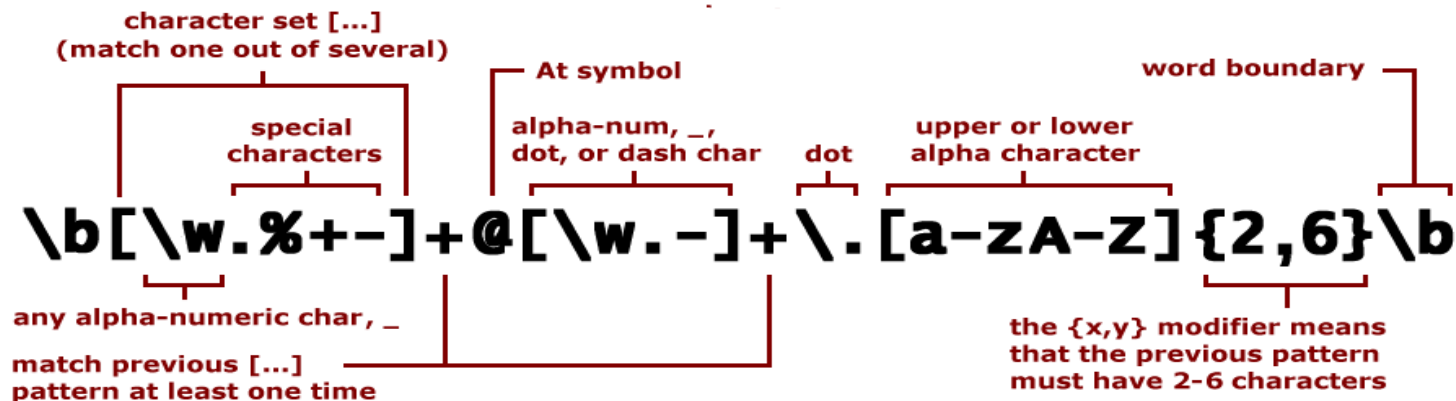 character set [...]
(match one out of several)
At symbol
word boundary
special
characters
alpha-num, _,
dot, or dash char
dot
upper or lower
alpha character
\b[\w.%+-]+@[\w.-]+\.[a-zA-Z]{2,6}\b
any alpha-numeric char, _
match previous [...]
pattern at least one time
the {x,y} modifier means
that the previous pattern
must have 2-6 characters